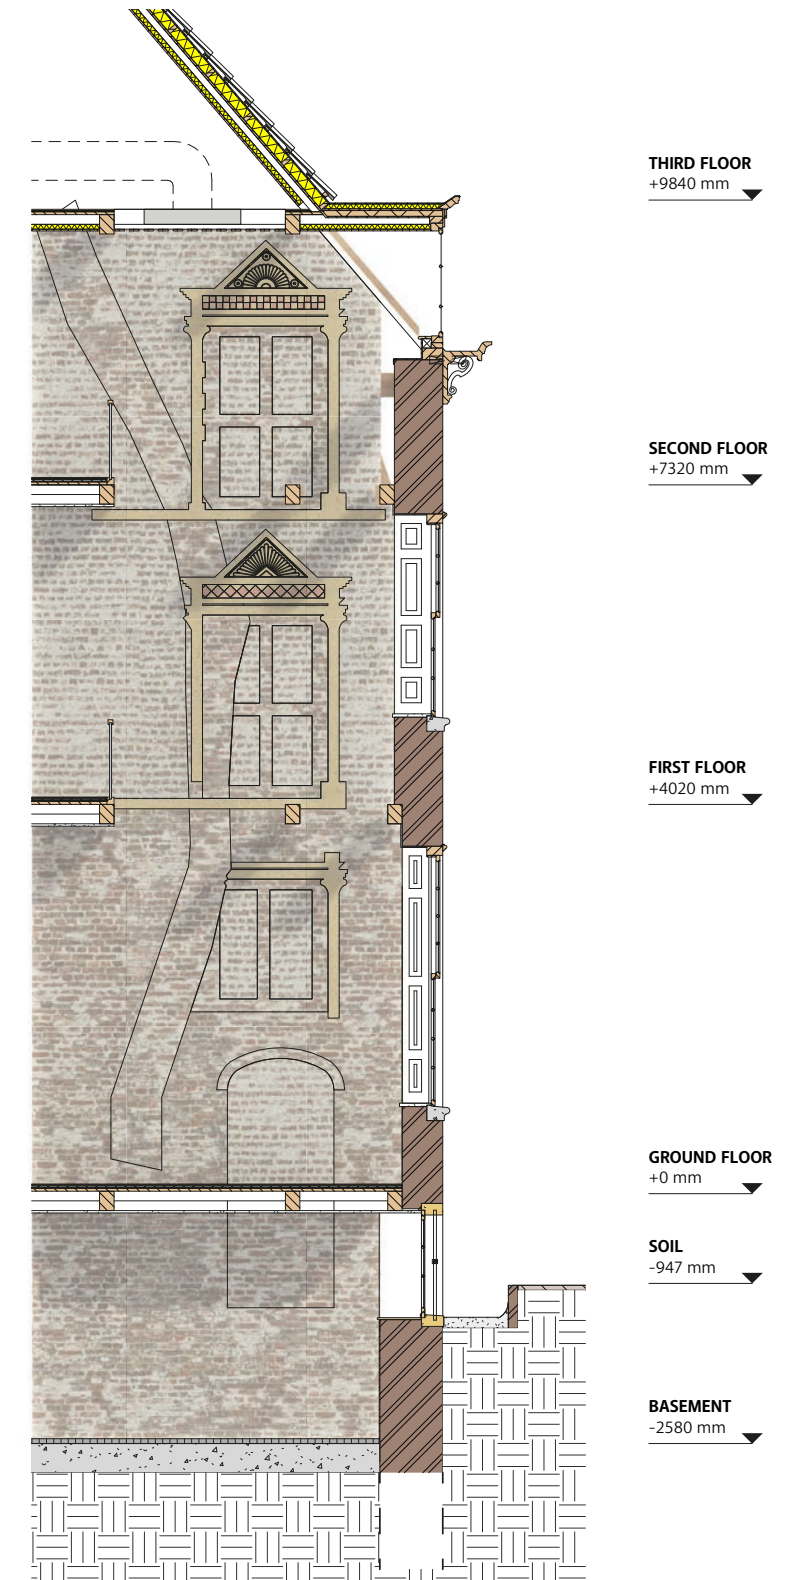 THIRD FLOOR
+9840 mm
SECOND FLOOR
+7320 mm
FIRST FLOOR
+4020 mm
GROUND FLOOR
+0 mm
SOIL
-947 mm
BASEMENT
-2580 mm